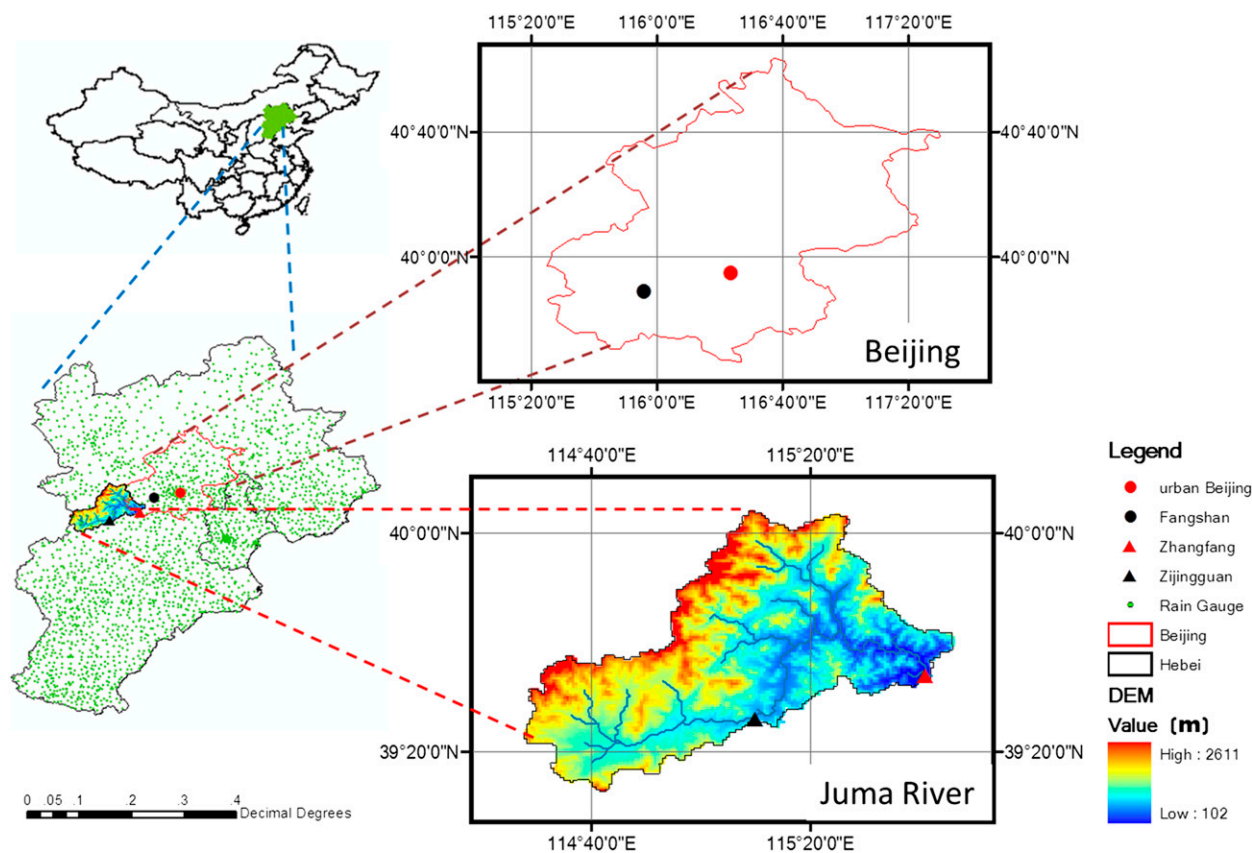 115°20'0"E 116°0'0"E 116°40'0"E 117°20'0"E
40°40'0"N 40°40'0"N
40°0'0"N 40°0'0"N
Beijing
115°20'0"E 116°0'0"E 116°40'0"E 117°20'0"E
114°40'0"E 115°20'0"E
40°0'0"N 40°0'0"N
39°20'0"N 39°20'0"N
Juma River
114°40'0"E 115°20'0"E
Legend
urban Beijing
Fangshan
Zhangfang
Zijingguan
Rain Gauge
Beijing
Hebei
DEM
Value (m)
High : 2611
Low : 102
0 .05 .1 .2 .3 .4
Decimal Degrees